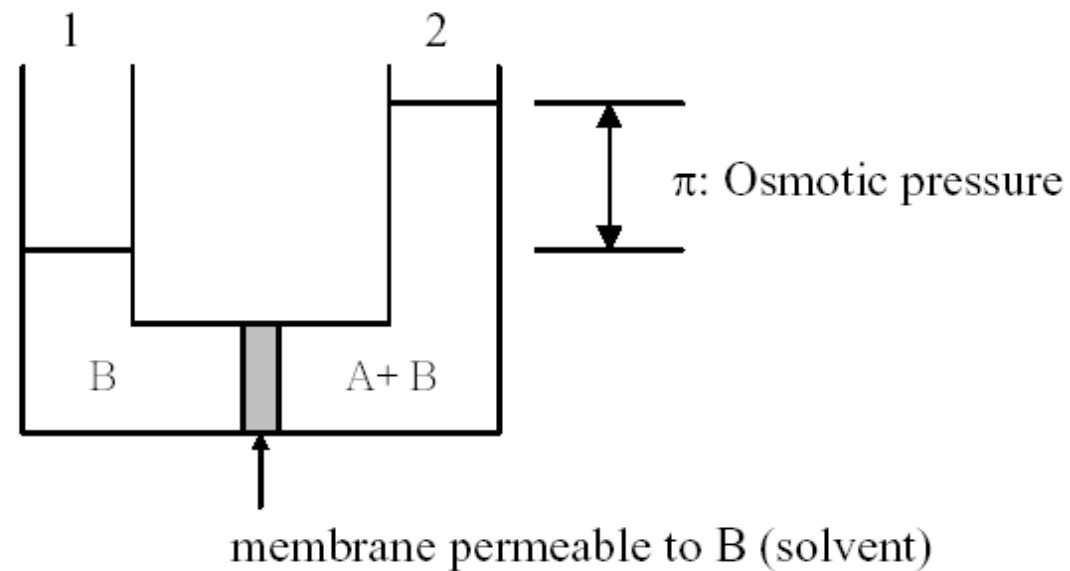 1
2
π: Osmotic pressure
B
A+ B
membrane permeable to B (solvent)